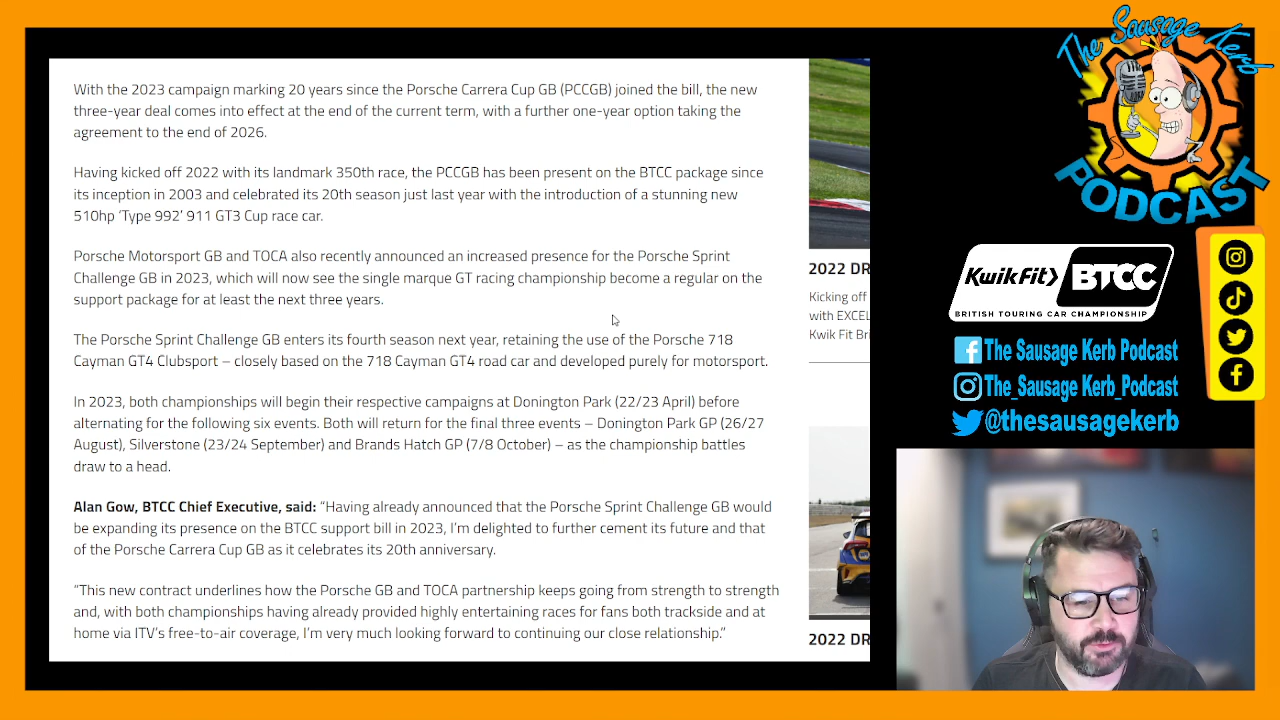 With the 2023 campaign marking 20 years since the Porsche Carrera Cup GB (PCCGB) joined the bill, the new
three-year deal comes into effect at the end of the current term, with a further one-year option taking the
agreement to the end of 2026.
Having kicked off 2022 with its landmark 350th race, the PCCGB has been present on the BTCC package since
its inception in 2003 and celebrated its 20th season just last year with the introduction of a stunning new
510hp ‘Type 992’ 911 GT3 Cup race car.
Porsche Motorsport GB and TOCA also recently announced an increased presence for the Porsche Sprint
Challenge GB in 2023, which will now see the single marque GT racing championship become a regular on the
support package for at least the next three years.
The Porsche Sprint Challenge GB enters its fourth season next year, retaining the use of the Porsche 718
Cayman GT4 Clubsport – closely based on the 718 Cayman GT4 road car and developed purely for motorsport.
In 2023, both championships will begin their respective campaigns at Donington Park (22/23 April) before
alternating for the following six events. Both will return for the final three events – Donington Park GP (26/27
August), Silverstone (23/24 September) and Brands Hatch GP (7/8 October) – as the championship battles
draw to a head.
Alan Gow, BTCC Chief Executive, said: “Having already announced that the Porsche Sprint Challenge GB would
be expanding its presence on the BTCC support bill in 2023, I’m delighted to further cement its future and that
of the Porsche Carrera Cup GB as it celebrates its 20th anniversary.
“This new contract underlines how the Porsche GB and TOCA partnership keeps going from strength to strength
and, with both championships having already provided highly entertaining races for fans both trackside and at
home via ITV’s free-to-air coverage, I’m very much looking forward to continuing our close relationship.”
2022 DR
Kicking off
with EXCEL
Kwik Fit Bri
2022 DR
The Sausage Kerb
PODCAST
KwikFit BTCC
BRITISH TOURING CAR CHAMPIONSHIP
The Sausage Kerb Podcast
The_Sausage Kerb_Podcast
@thesausagekerb